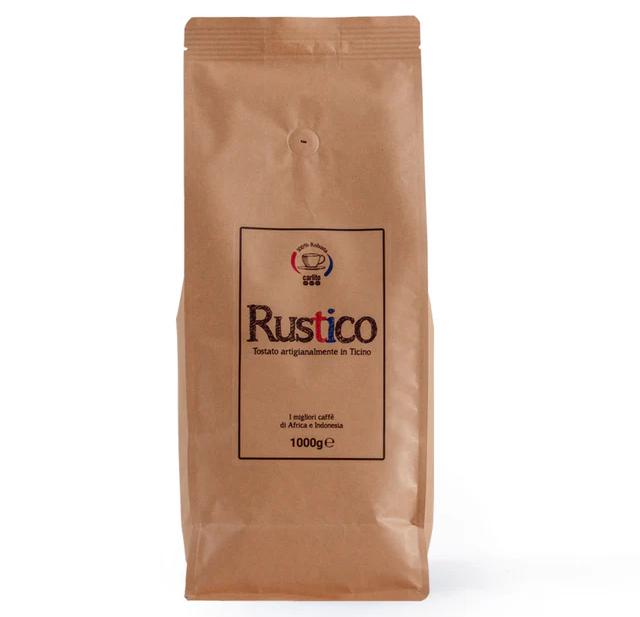 100% Robusta
carlito
Rustico
Tostato artigianalmente in Ticino
I migliori caffè
di Africa e Indonesia
1000g ℮